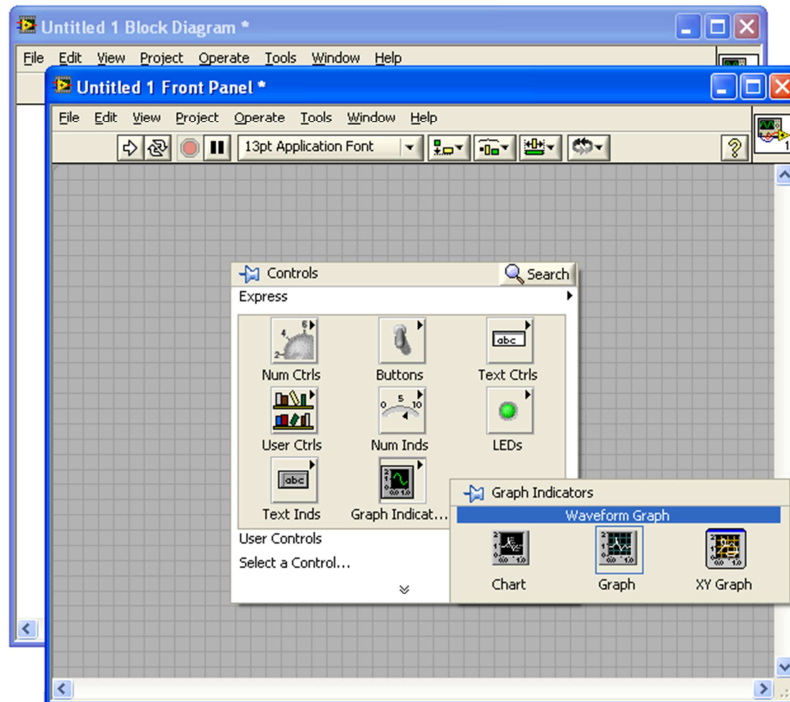 Untitled 1 Block Diagram *
File Edit View Project Operate Tools Window Help
Untitled 1 Front Panel *
File Edit View Project Operate Tools Window Help
13pt Application Font
1
Controls Search
Express
Num Ctrls Buttons Text Ctrls
User Ctrls Num Inds LEDs
Text Inds Graph Indicat...
User Controls
Select a Control...
Graph Indicators
Waveform Graph
Chart Graph XY Graph